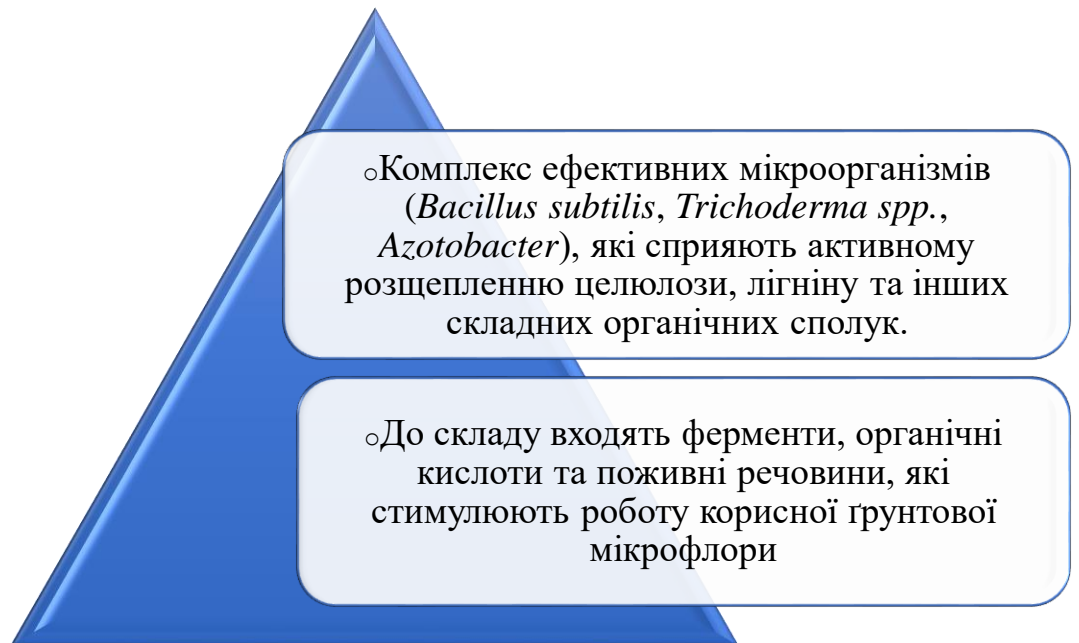 ○Комплекс ефективних мікроорганізмів
(Bacillus subtilis, Trichoderma spp.,
Azotobacter), які сприяють активному
розщепленню целюлози, лігніну та інших
складних органічних сполук.
○До складу входять ферменти, органічні
кислоти та поживні речовини, які
стимулюють роботу корисної ґрунтової
мікрофлори